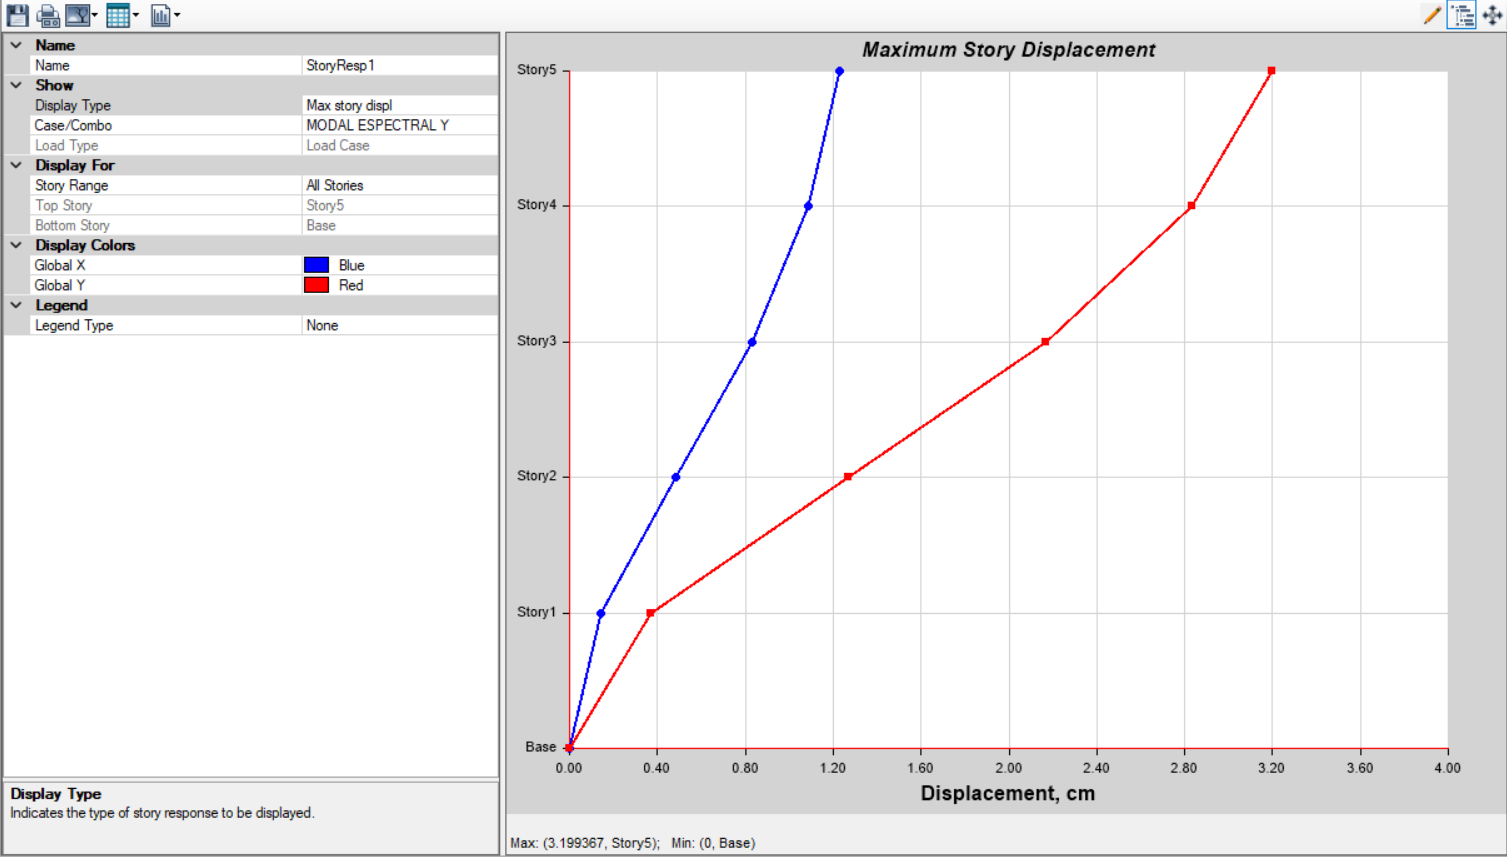 Name
Name StoryResp1
Show
Display Type Max story displ
Case/Combo MODAL ESPECTRAL Y
Load Type Load Case
Display For
Story Range All Stories
Top Story Story5
Bottom Story Base
Display Colors
Global X Blue
Global Y Red
Legend
Legend Type None
Display Type
Indicates the type of story response to be displayed.
Maximum Story Displacement
Story5
Story4
Story3
Story2
Story1
Base
0.00 0.40 0.80 1.20 1.60 2.00 2.40 2.80 3.20 3.60 4.00
Displacement, cm
Max: (3.199367, Story5); Min: (0, Base)